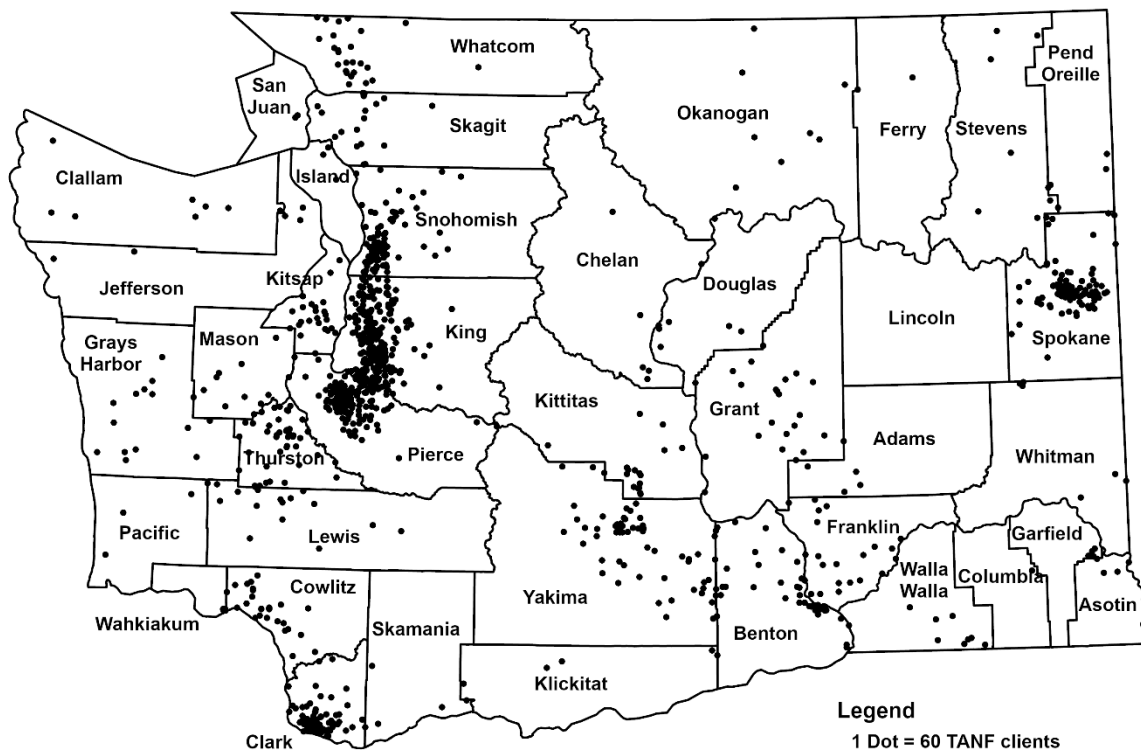 Whatcom
San
Juan
Skagit
Okanogan
Ferry
Stevens
Pend
Oreille
Clallam
Island
Snohomish
Chelan
Douglas
Jefferson
Kitsap
King
Lincoln
Spokane
Grays
Harbor
Mason
Kittitas
Grant
Adams
Whitman
Thurston
Pierce
Pacific
Lewis
Yakima
Franklin
Garfield
Walla
Walla
Columbia
Asotin
Wahkiakum
Cowlitz
Skamania
Benton
Klickitat
Clark
Legend
1 Dot = 60 TANF clients